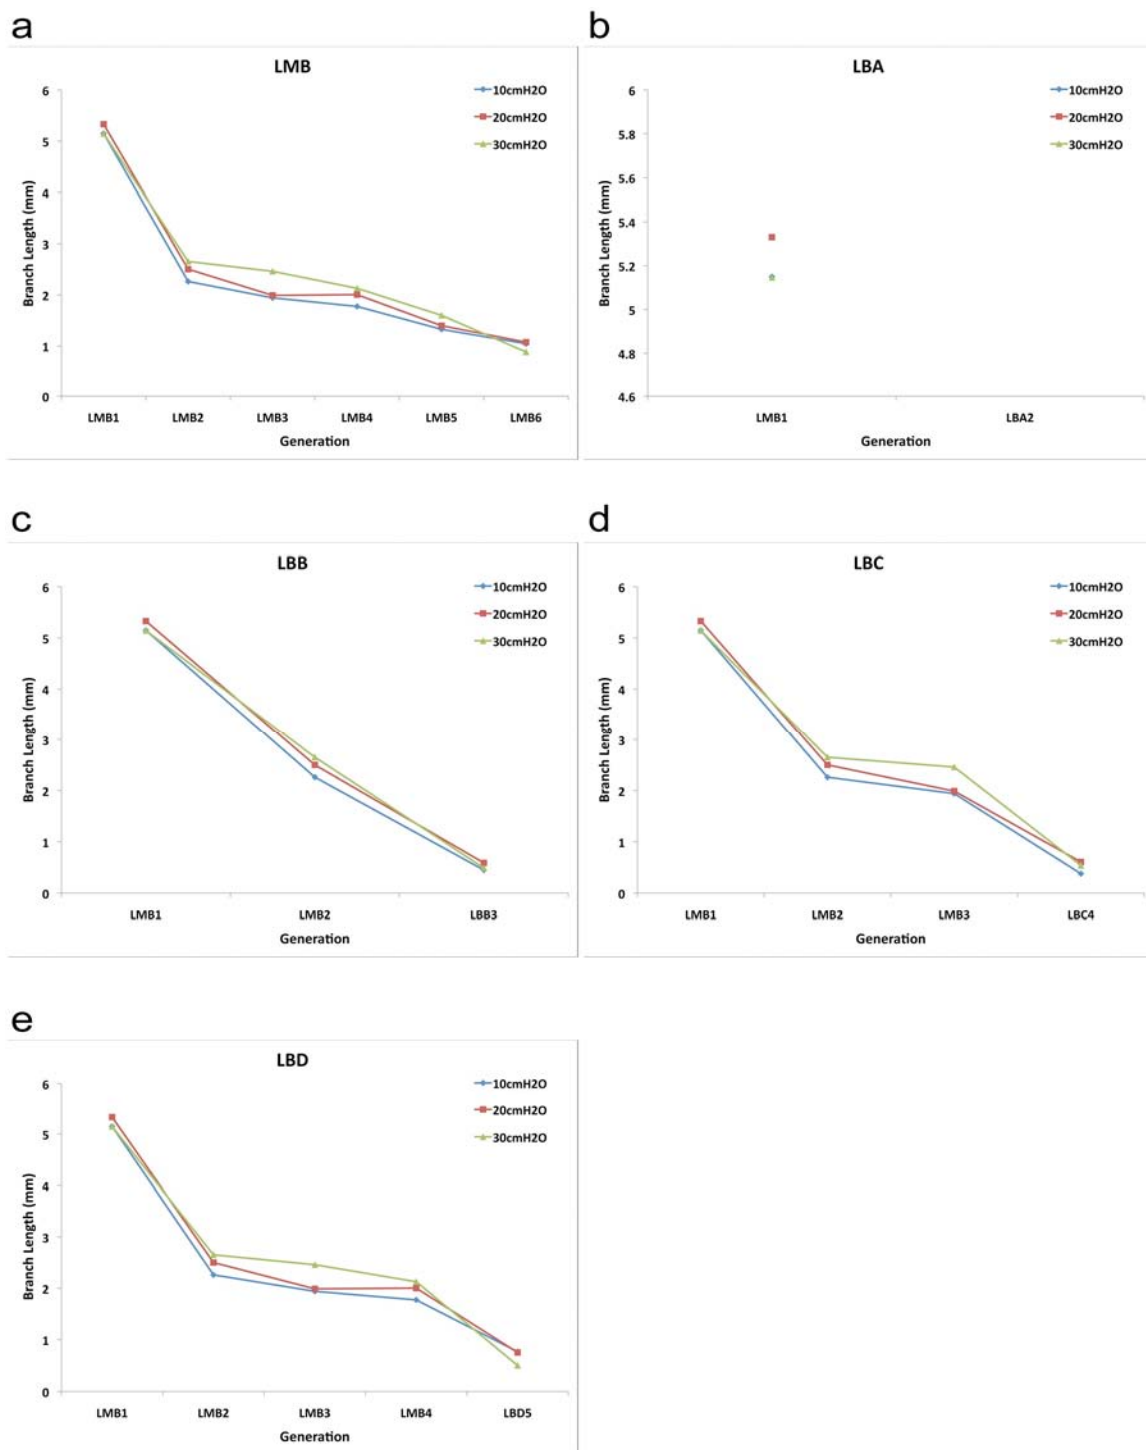 a
LMB
10cmH2O
20cmH2O
30cmH2O
Branch Length (mm)
6
5
4
3
2
1
0
LMB1 LMB2 LMB3 LMB4 LMB5 LMB6
Generation
b
LBA
10cmH2O
20cmH2O
30cmH2O
Branch Length (mm)
6
5.8
5.6
5.4
5.2
5
4.8
4.6
LMB1 LBA2
Generation
c
LBB
10cmH2O
20cmH2O
30cmH2O
Branch Length (mm)
6
5
4
3
2
1
0
LMB1 LMB2 LBB3
Generation
d
LBC
10cmH2O
20cmH2O
30cmH2O
Branch Length (mm)
6
5
4
3
2
1
0
LMB1 LMB2 LMB3 LBC4
Generation
e
LBD
10cmH2O
20cmH2O
30cmH2O
Branch Length (mm)
6
5
4
3
2
1
0
LMB1 LMB2 LMB3 LMB4 LBD5
Generation